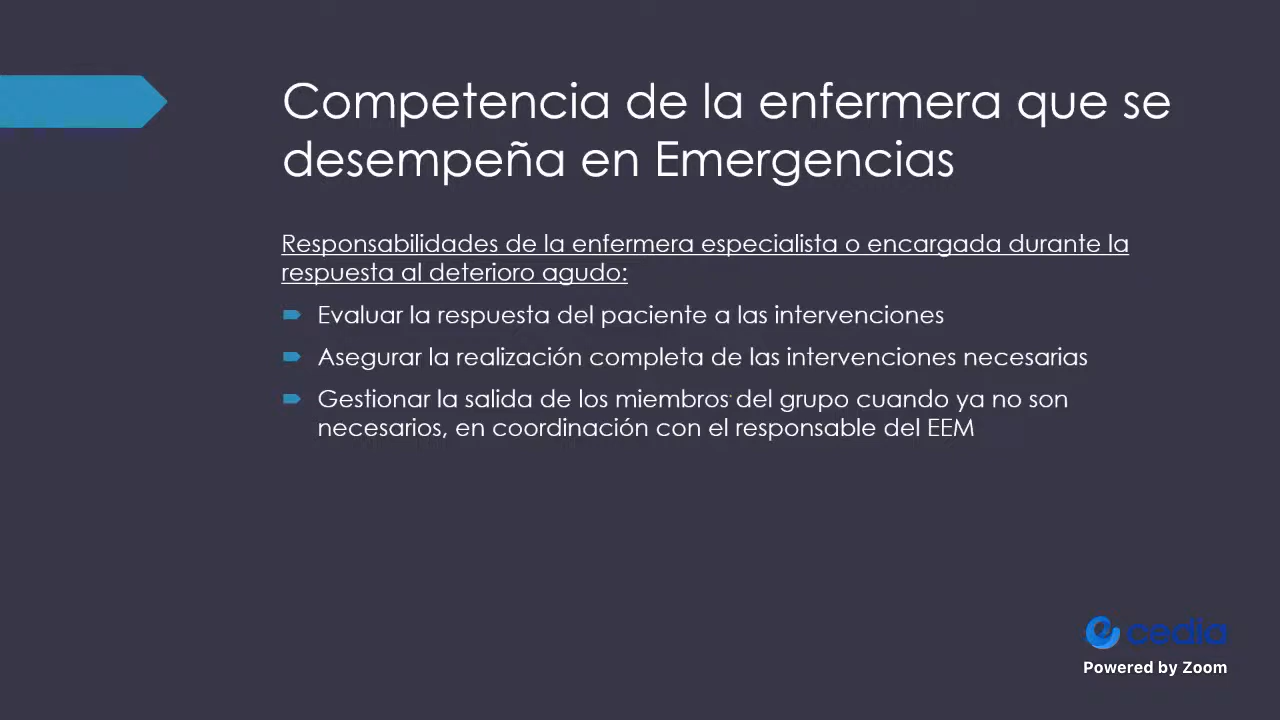 Competencia de la enfermera que se
desempeña en Emergencias
Responsabilidades de la enfermera especialista o encargada durante la
respuesta al deterioro agudo:
Evaluar la respuesta del paciente a las intervenciones
Asegurar la realización completa de las intervenciones necesarias
Gestionar la salida de los miembros del grupo cuando ya no son
necesarios, en coordinación con el responsable del EEM
cedia
Powered by Zoom